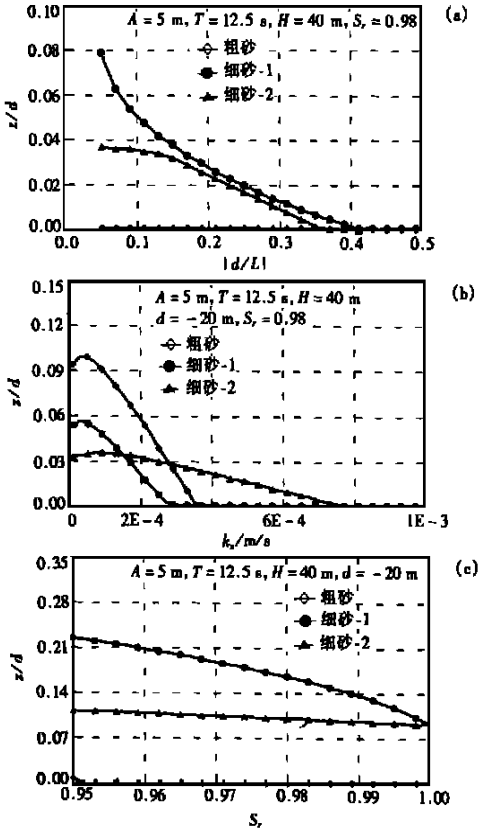 A = 5 m, T = 12.5 s, H = 40 m, Sr = 0.98
(a)
粗砂
细砂-1
细砂-2
z/d
0.10
0.08
0.06
0.04
0.02
0.00
0.0 0.1 0.2 0.3 0.4 0.5
|d/L|
A = 5 m, T = 12.5 s, H = 40 m
d = -20 m, Sr = 0.98
(b)
粗砂
细砂-1
细砂-2
z/d
0.15
0.12
0.09
0.06
0.03
0.00
0 2E-4 6E-4 1E-3
A = 5 m, T = 12.5 s, H = 40 m, d = -20 m
(c)
粗砂
细砂-1
细砂-2
z/d
0.35
0.28
0.21
0.14
0.07
0.00
0.95 0.96 0.97 0.98 0.99 1.00
Sr